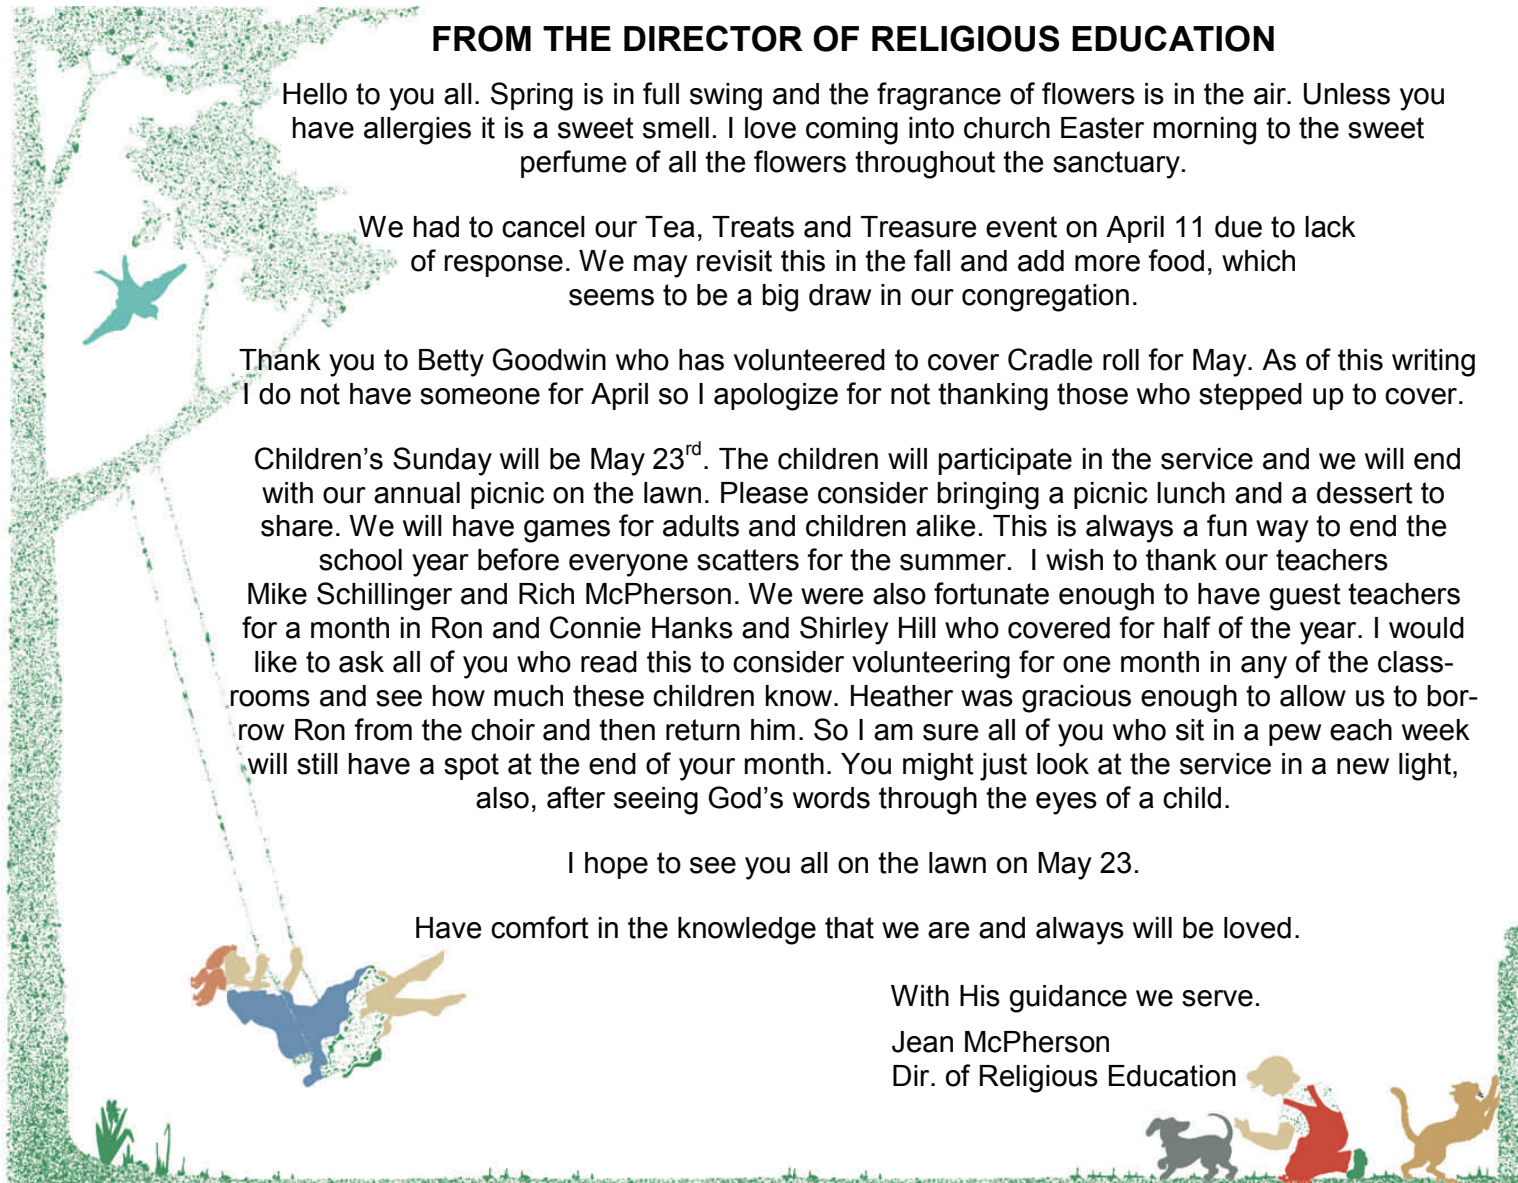 FROM THE DIRECTOR OF RELIGIOUS EDUCATION
Hello to you all. Spring is in full swing and the fragrance of flowers is in the air. Unless you
have allergies it is a sweet smell. I love coming into church Easter morning to the sweet
perfume of all the flowers throughout the sanctuary.
We had to cancel our Tea, Treats and Treasure event on April 11 due to lack
of response. We may revisit this in the fall and add more food, which
seems to be a big draw in our congregation.
Thank you to Betty Goodwin who has volunteered to cover Cradle roll for May. As of this writing
I do not have someone for April so I apologize for not thanking those who stepped up to cover.
Children’s Sunday will be May 23rd. The children will participate in the service and we will end
with our annual picnic on the lawn. Please consider bringing a picnic lunch and a dessert to
share. We will have games for adults and children alike. This is always a fun way to end the
school year before everyone scatters for the summer.  I wish to thank our teachers
Mike Schillinger and Rich McPherson. We were also fortunate enough to have guest teachers
for a month in Ron and Connie Hanks and Shirley Hill who covered for half of the year. I would
like to ask all of you who read this to consider volunteering for one month in any of the class-
rooms and see how much these children know. Heather was gracious enough to allow us to bor-
row Ron from the choir and then return him. So I am sure all of you who sit in a pew each week
will still have a spot at the end of your month. You might just look at the service in a new light,
also, after seeing God’s words through the eyes of a child.
I hope to see you all on the lawn on May 23.
Have comfort in the knowledge that we are and always will be loved.
With His guidance we serve.
Jean McPherson
Dir. of Religious Education